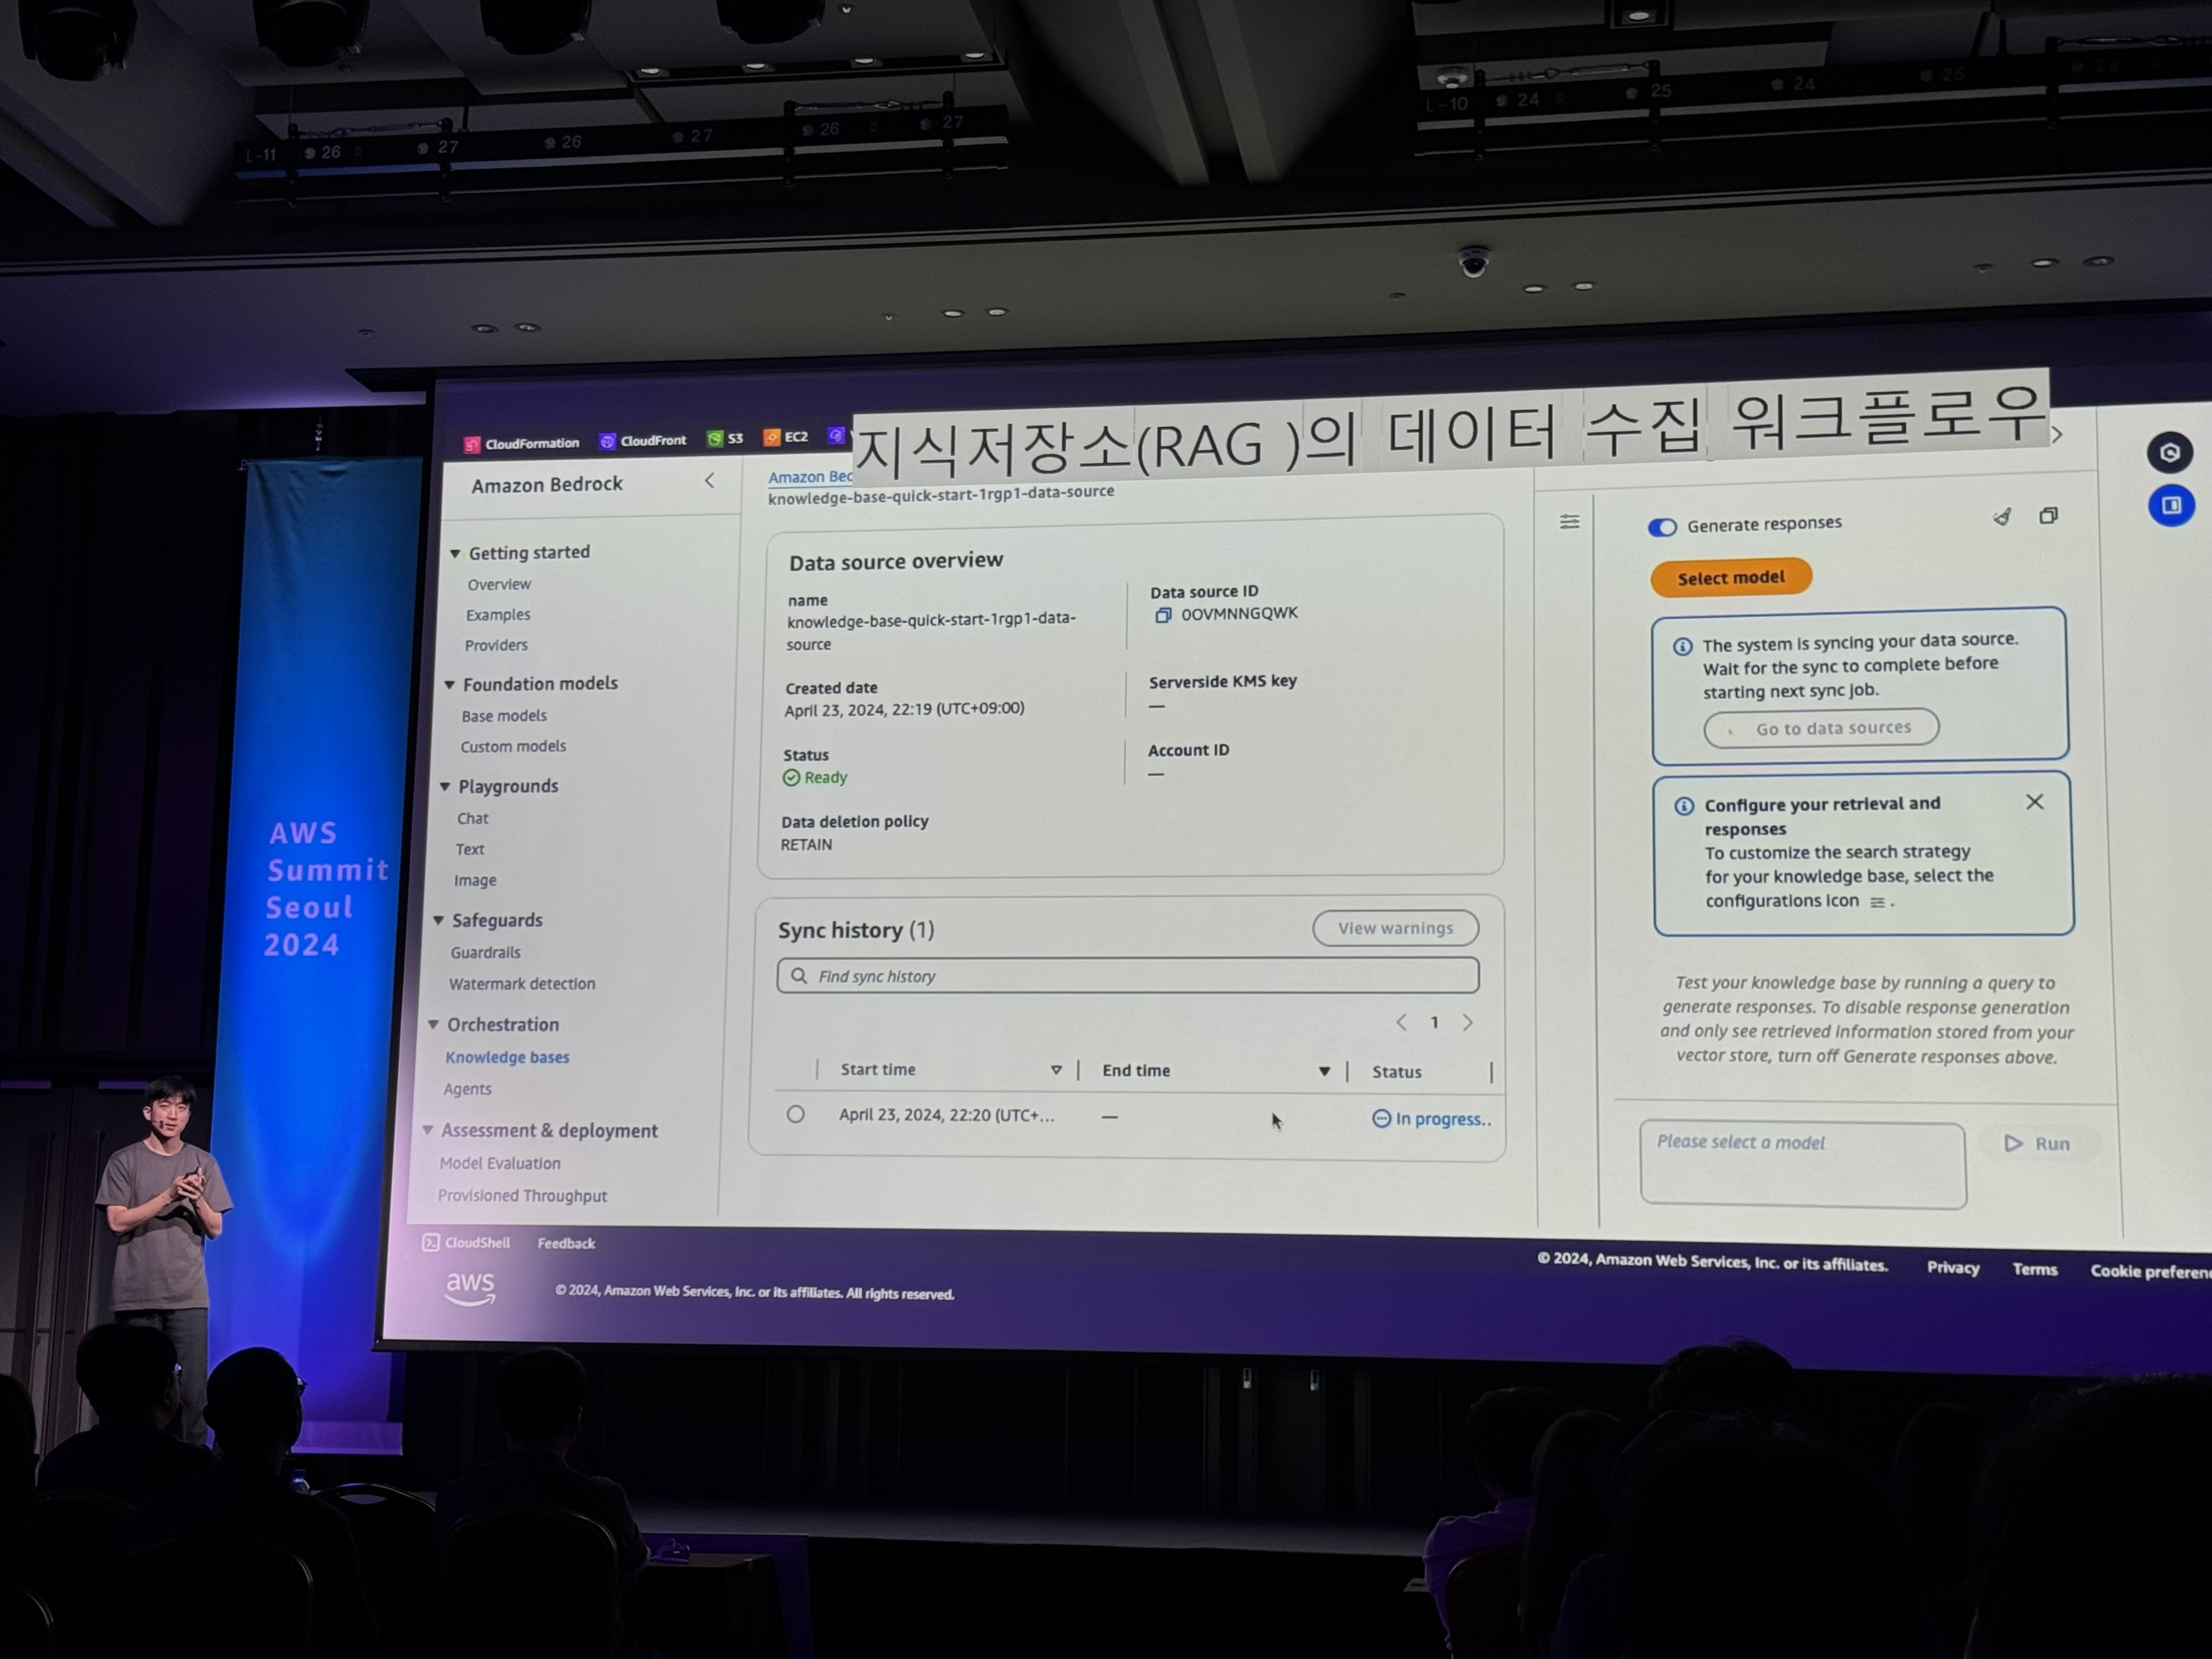 L-11 26 27 26 27 26 27
L-10 24 25 24 25 24
CloudFormation CloudFront S3 EC2
지식저장소(RAG )의 데이터 수집 워크플로우
Amazon Bedrock
Getting started
Overview
Examples
Providers
Foundation models
Base models
Custom models
Playgrounds
Chat
Text
Image
Safeguards
Guardrails
Watermark detection
Orchestration
Knowledge bases
Agents
Assessment & deployment
Model Evaluation
Provisioned Throughput
Amazon Bec
knowledge-base-quick-start-1rgp1-data-source
Data source overview
name
knowledge-base-quick-start-1rgp1-data-
source
Data source ID
0OVMNNGQWK
Created date
April 23, 2024, 22:19 (UTC+09:00)
Serverside KMS key
—
Status
Ready
Account ID
—
Data deletion policy
RETAIN
Sync history (1)
View warnings
Find sync history
1
Start time End time Status
April 23, 2024, 22:20 (UTC+... — In progress..
Generate responses
Select model
The system is syncing your data source.
Wait for the sync to complete before
starting next sync job.
Go to data sources
Configure your retrieval and
responses
To customize the search strategy
for your knowledge base, select the
configurations icon .
Test your knowledge base by running a query to
generate responses. To disable response generation
and only see retrieved information stored from your
vector store, turn off Generate responses above.
Please select a model
Run
CloudShell Feedback
© 2024, Amazon Web Services, Inc. or its affiliates. Privacy Terms Cookie preferenc
aws
© 2024, Amazon Web Services, Inc. or its affiliates. All rights reserved.
AWS
Summit
Seoul
2024